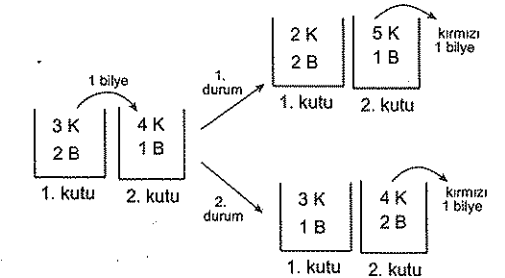 1 bilye
3 K
2 B
1. kutu
4 K
1 B
2. kutu
1.
durum
2 K
2 B
1. kutu
5 K
1 B
2. kutu
kırmızı
1 bilye
2.
durum
3 K
1 B
1. kutu
4 K
2 B
2. kutu
kırmızı
1 bilye